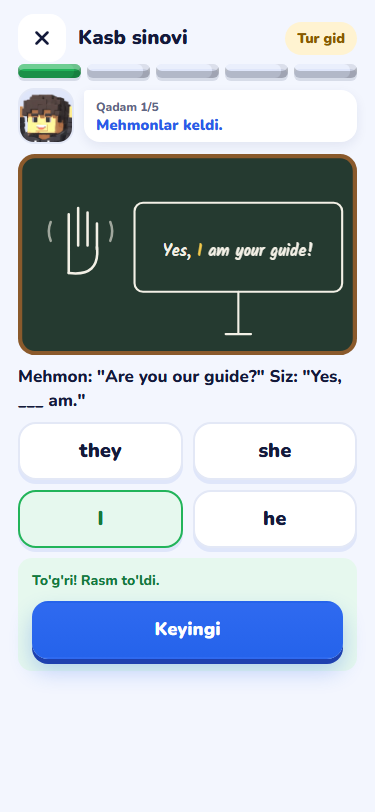 Kasb sinovi
Tur gid
Qadam 1/5
Mehmonlar keldi.
Yes, I am your guide!
Mehmon: "Are you our guide?" Siz: "Yes,
___ am."
they
she
I
he
To'g'ri! Rasm to'ldi.
Keyingi